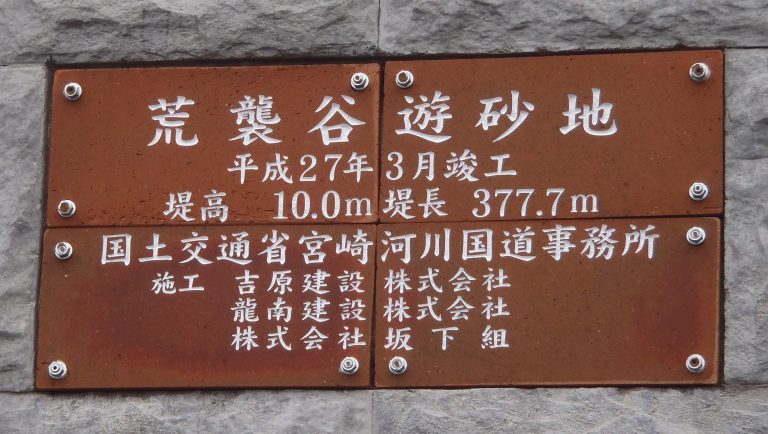 荒襲谷遊砂地
平成27年3月竣工
堤高 10.0m 堤長 377.7m
国土交通省宮崎河川国道事務所
施工 吉原建設株式会社
龍南建設株式会社
株式会社坂下組